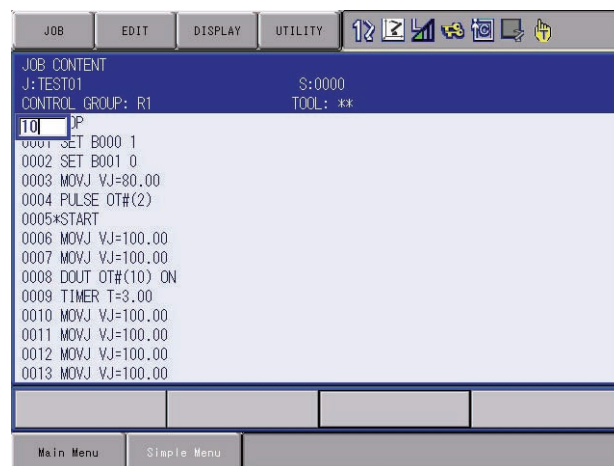 JOB EDIT DISPLAY UTILITY
JOB CONTENT
J:TEST01 S:0000
CONTROL GROUP: R1 TOOL: **
10 OP
0001 SET B000 1
0002 SET B001 0
0003 MOVJ VJ=80.00
0004 PULSE OT#(2)
0005*START
0006 MOVJ VJ=100.00
0007 MOVJ VJ=100.00
0008 DOUT OT#(10) ON
0009 TIMER T=3.00
0010 MOVJ VJ=100.00
0011 MOVJ VJ=100.00
0012 MOVJ VJ=100.00
0013 MOVJ VJ=100.00
Main Menu Simple Menu